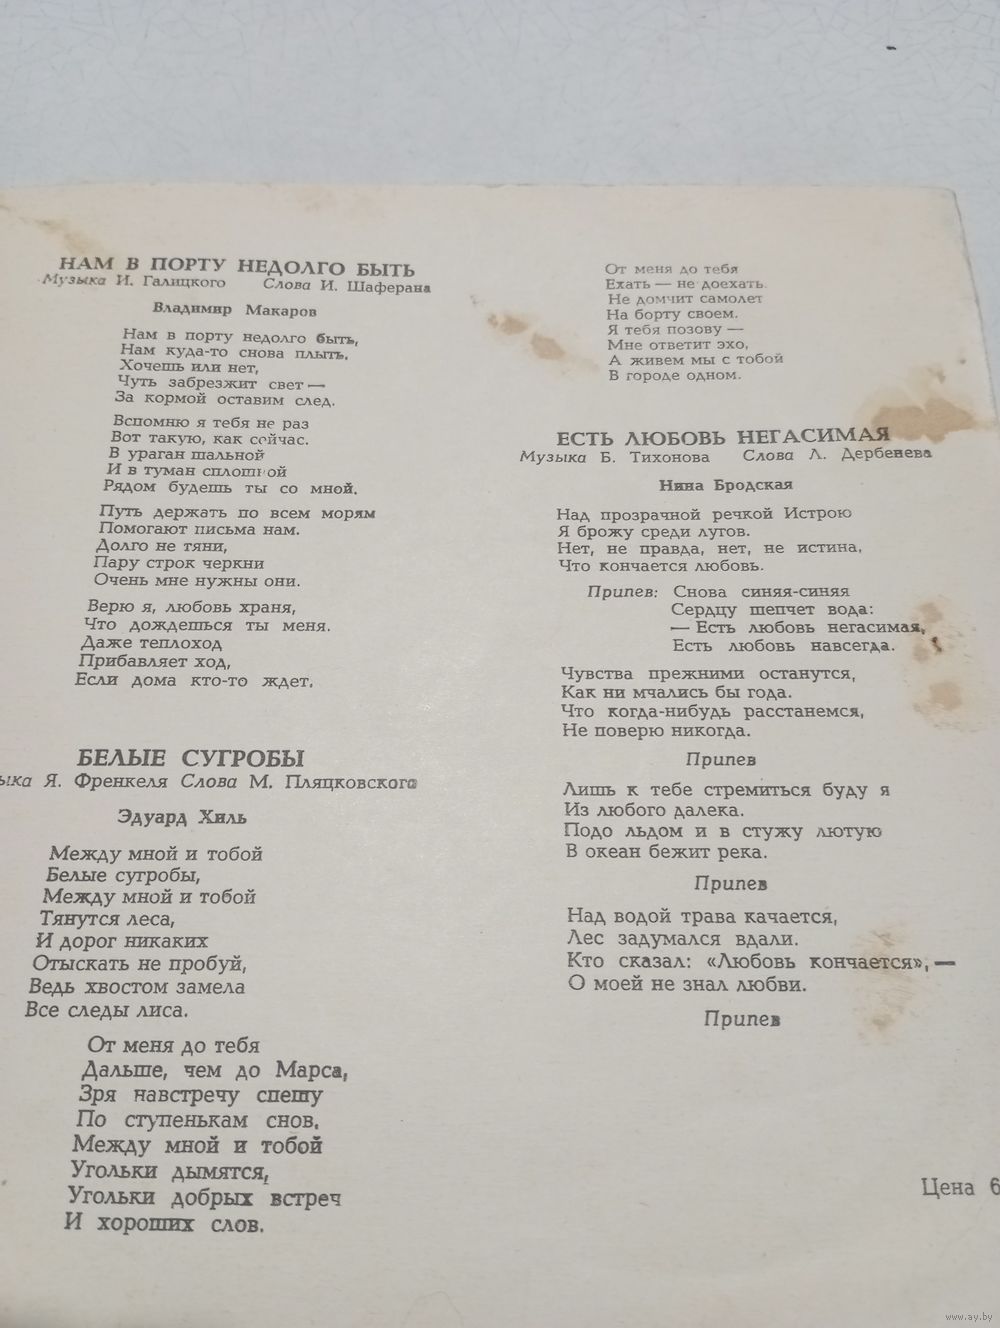 НАМ В ПОРТУ НЕДОЛГО БЫТЬ
Музыка И. Галицкого Слова И. Шаферана
Владимир Макаров
Нам в порту недолго быть,
Нам куда-то снова плыть.
Хочешь или нет,
Чуть забрезжит свет —
За кормой оставим след.
Вспомню я тебя не раз
Вот такую, как сейчас.
В ураган шальной
И в туман сплошной
Рядом будешь ты со мной.
Путь держать по всем морям
Помогают письма нам.
Долго не тяни,
Пару строк черкни
Очень мне нужны они.
Верю я, любовь храня,
Что дождешься ты меня.
Даже теплоход
Прибавляет ход,
Если дома кто-то ждет.
БЕЛЫЕ СУГРОБЫ
ыка Я. Френкеля Слова М. Пляцковского
Эдуард Хиль
Между мной и тобой
Белые сугробы,
Между мной и тобой
Тянутся леса,
И дорог никаких
Отыскать не пробуй,
Ведь хвостом замела
Все следы лиса.
От меня до тебя
Дальше, чем до Марса,
Зря навстречу спешу
По ступенькам снов.
Между мной и тобой
Угольки дымятся,
Угольки добрых встреч
И хороших слов.
От меня до тебя
Ехать — не доехать.
Не домчит самолет
На борту своем.
Я тебя позову —
Мне ответит эхо,
А живем мы с тобой
В городе одном.
ЕСТЬ ЛЮБОВЬ НЕГАСИМАЯ
Музыка Б. Тихонова Слова Л. Дербенева
Нина Бродская
Над прозрачной речкой Истрою
Я брожу среди лугов.
Нет, не правда, нет, не истина,
Что кончается любовь.
Припев: Снова синяя-синяя
Сердцу шепчет вода:
— Есть любовь негасимая,
Есть любовь навсегда.
Чувства прежними останутся,
Как ни мчались бы года.
Что когда-нибудь расстанемся,
Не поверю никогда.
Припев
Лишь к тебе стремиться буду я
Из любого далека.
Подо льдом и в стужу лютую
В океан бежит река.
Припев
Над водой трава качается,
Лес задумался вдали.
Кто сказал: «Любовь кончается», —
О моей не знал любви.
Припев
Цена 6
www.ay.by